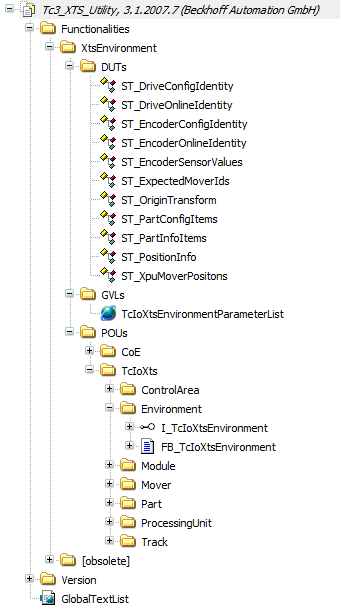 Tc3_XTS_Utility, 3.1.2007.7 (Beckhoff Automation GmbH)
Functionalities
XtsEnvironment
DUTs
ST_DriveConfigIdentity
ST_DriveOnlineIdentity
ST_EncoderConfigIdentity
ST_EncoderOnlineIdentity
ST_EncoderSensorValues
ST_ExpectedMoverIds
ST_OriginTransform
ST_PartConfigItems
ST_PartInfoItems
ST_PositionInfo
ST_XpuMoverPositons
GVLs
TcIoXtsEnvironmentParameterList
POUs
CoE
TcIoXts
ControlArea
Environment
I_TcIoXtsEnvironment
FB_TcIoXtsEnvironment
Module
Mover
Part
ProcessingUnit
Track
[obsolete]
Version
GlobalTextList